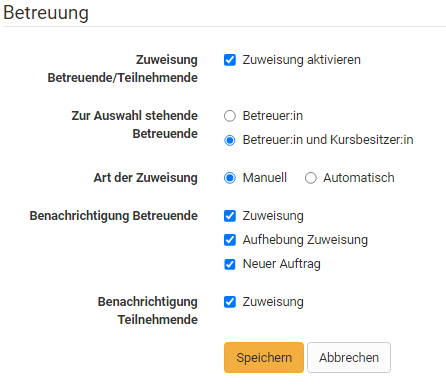 Betreuung
Zuweisung Betreuende/Teilnehmende
Zuweisung aktivieren
Zur Auswahl stehende Betreuende
Betreuer:in
Betreuer:in und Kursbesitzer:in
Art der Zuweisung
Manuell
Automatisch
Benachrichtigung Betreuende
Zuweisung
Aufhebung Zuweisung
Neuer Auftrag
Benachrichtigung Teilnehmende
Zuweisung
Speichern
Abbrechen